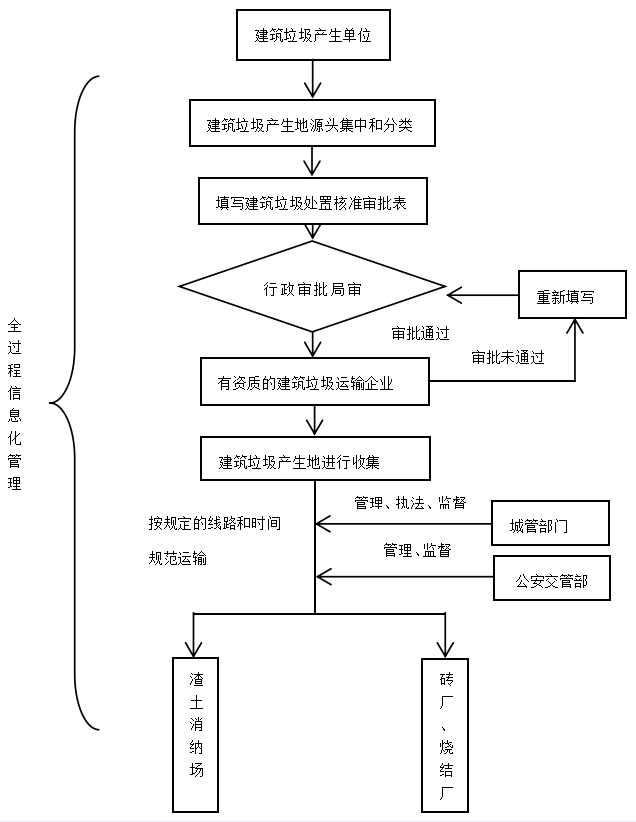 建筑垃圾产生单位
建筑垃圾产生地源头集中和分类
填写建筑垃圾处置核准审批表
行政审批局审
重新填写
审批通过
审批未通过
有资质的建筑垃圾运输企业
建筑垃圾产生地进行收集
全过程信息化管理
管理、执法、监督
按规定的线路和时间
规范运输
城管部门
管理、监督
公安交管部
渣土消纳场
砖厂、烧结厂